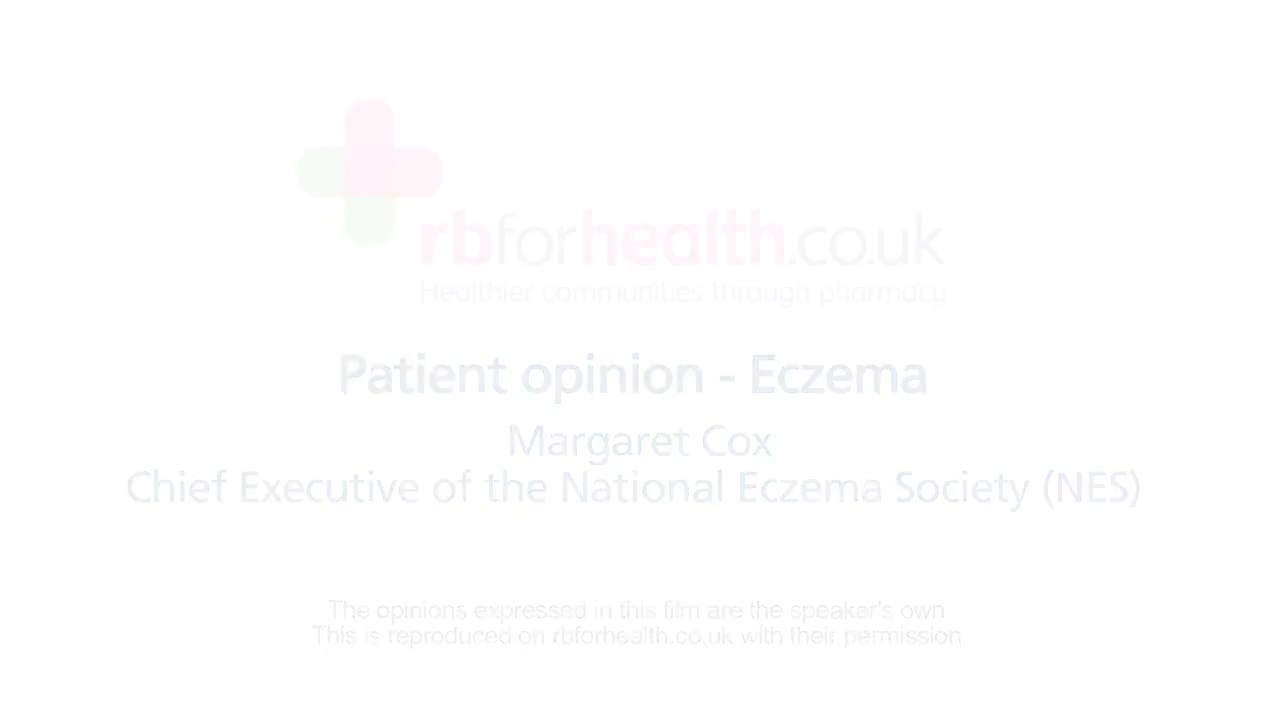 rbforhealth.co.uk
Healthier communities through pharmacy
Patient opinion - Eczema
Margaret Cox
Chief Executive of the National Eczema Society (NES)
The opinions expressed in this film are the speaker's own
This is reproduced on rbforhealth.co.uk with their permission